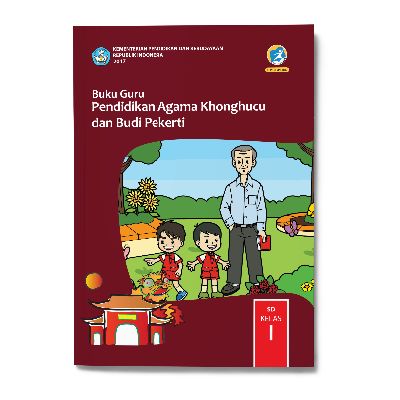 KEMENTERIAN PENDIDIKAN DAN KEBUDAYAAN
REPUBLIK INDONESIA
2017
Buku Guru
Pendidikan Agama Khonghucu
dan Budi Pekerti
SD
KELAS
I